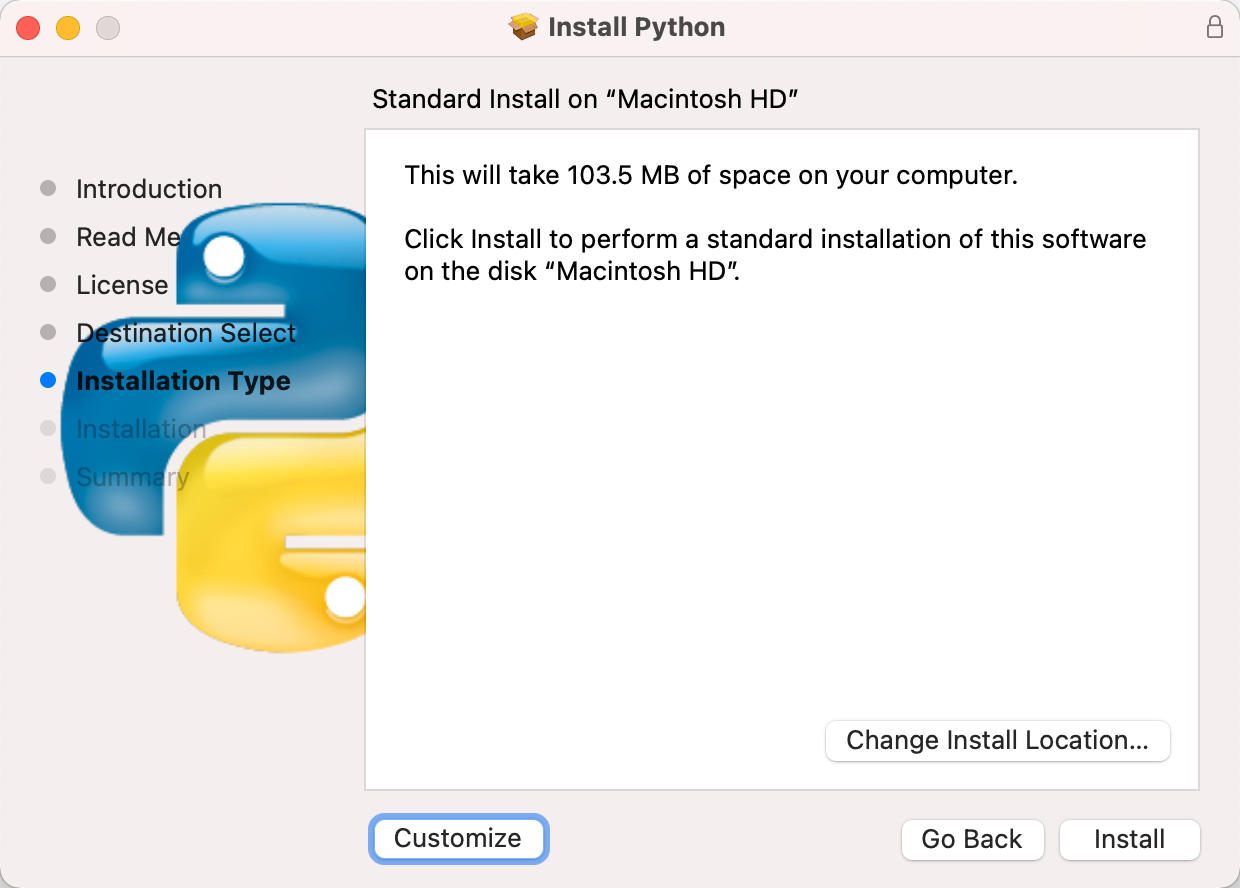 Install Python
Standard Install on “Macintosh HD”
Introduction
Read Me
License
Destination Select
Installation Type
Installation
Summary
This will take 103.5 MB of space on your computer.
Click Install to perform a standard installation of this software
on the disk “Macintosh HD”.
Change Install Location...
Customize
Go Back
Install